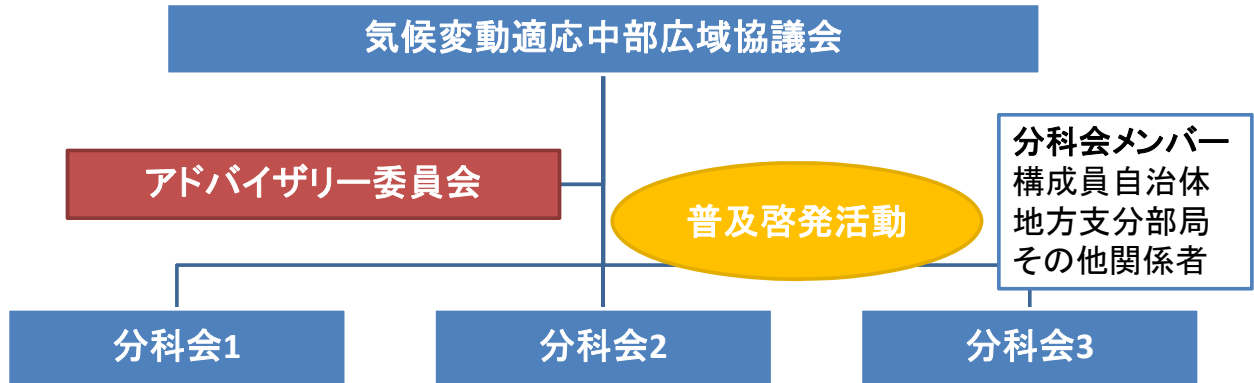 気候変動適応中部広域協議会
アドバイザリー委員会
普及啓発活動
分科会メンバー
構成員自治体
地方支分部局
その他関係者
分科会1
分科会2
分科会3